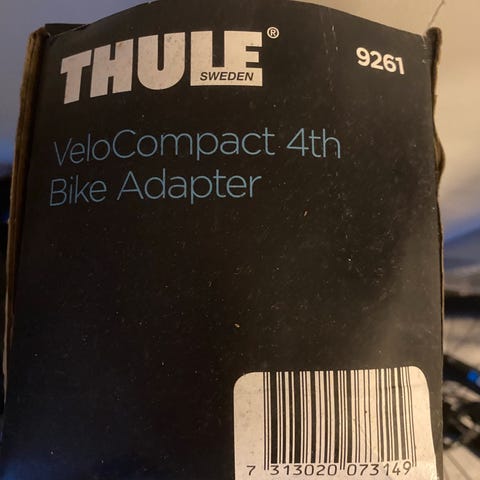 THULE®
SWEDEN
9261
VeloCompact 4th
Bike Adapter
7 313020 073149